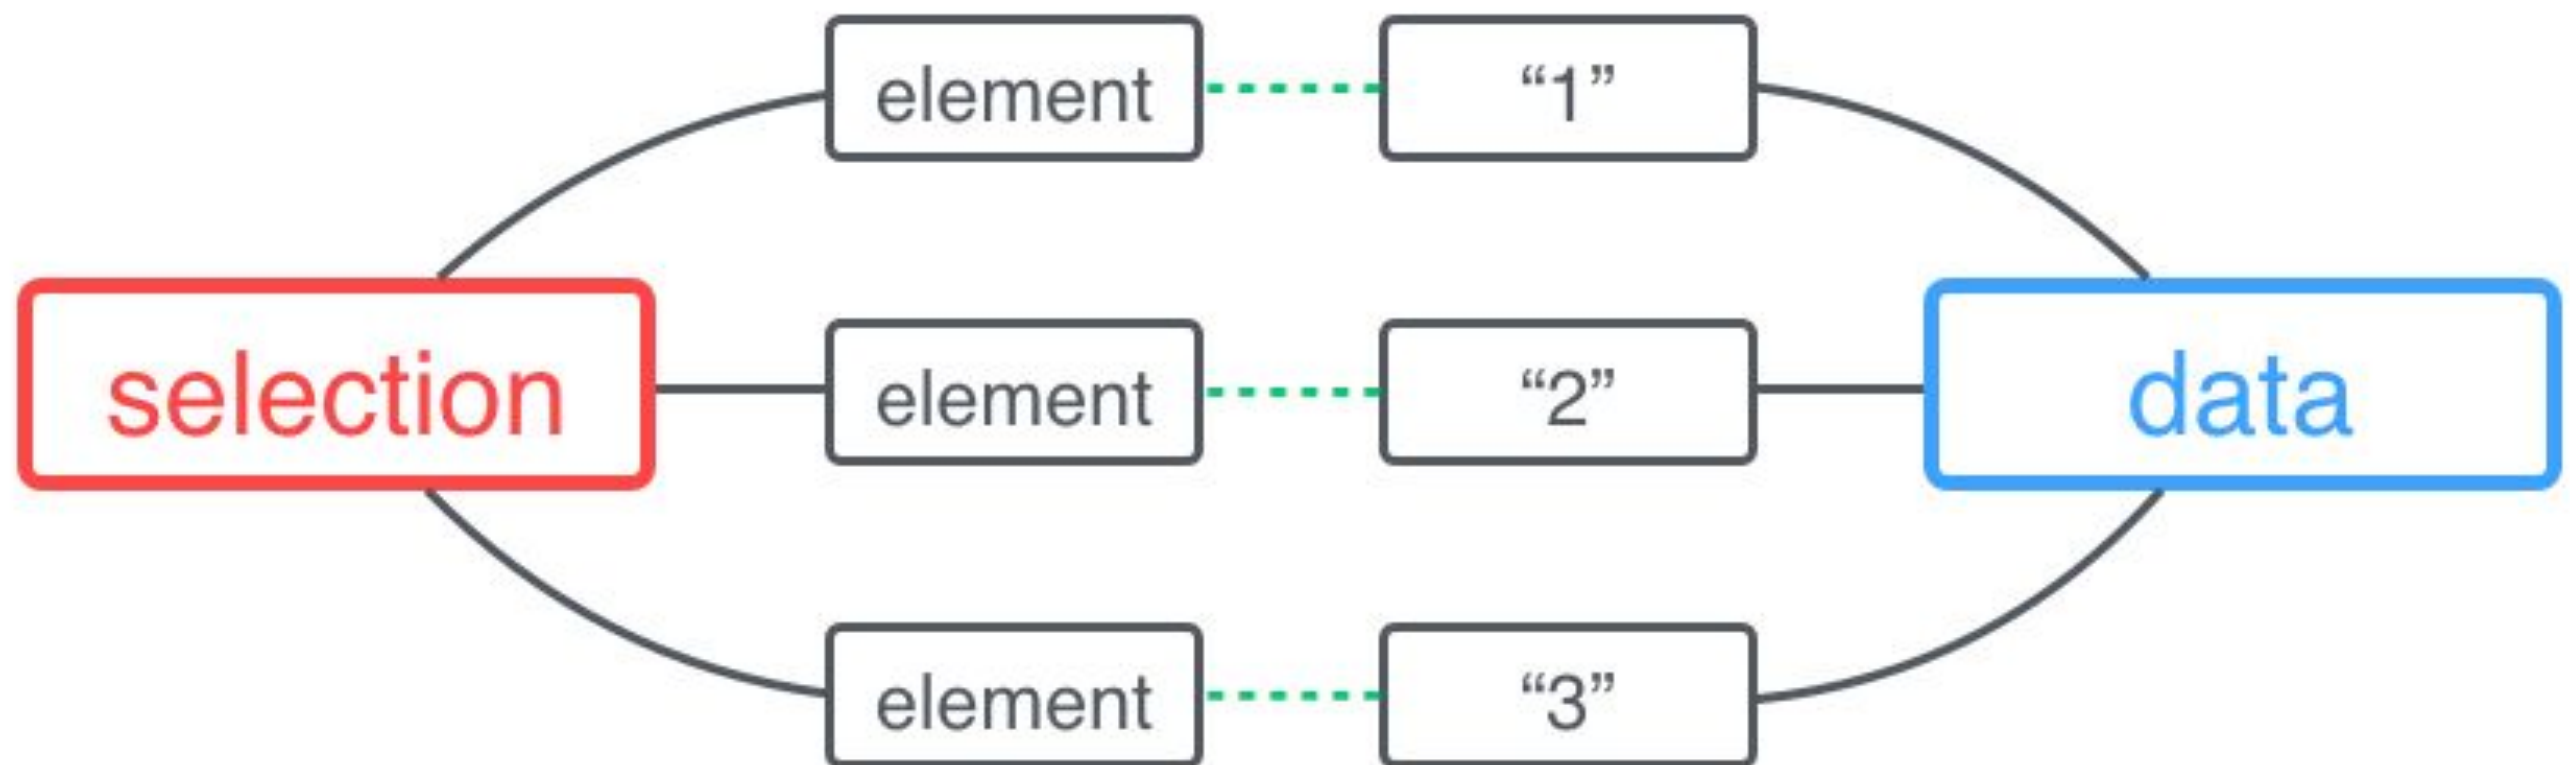 element
“1”
selection
element
“2”
data
element
“3”